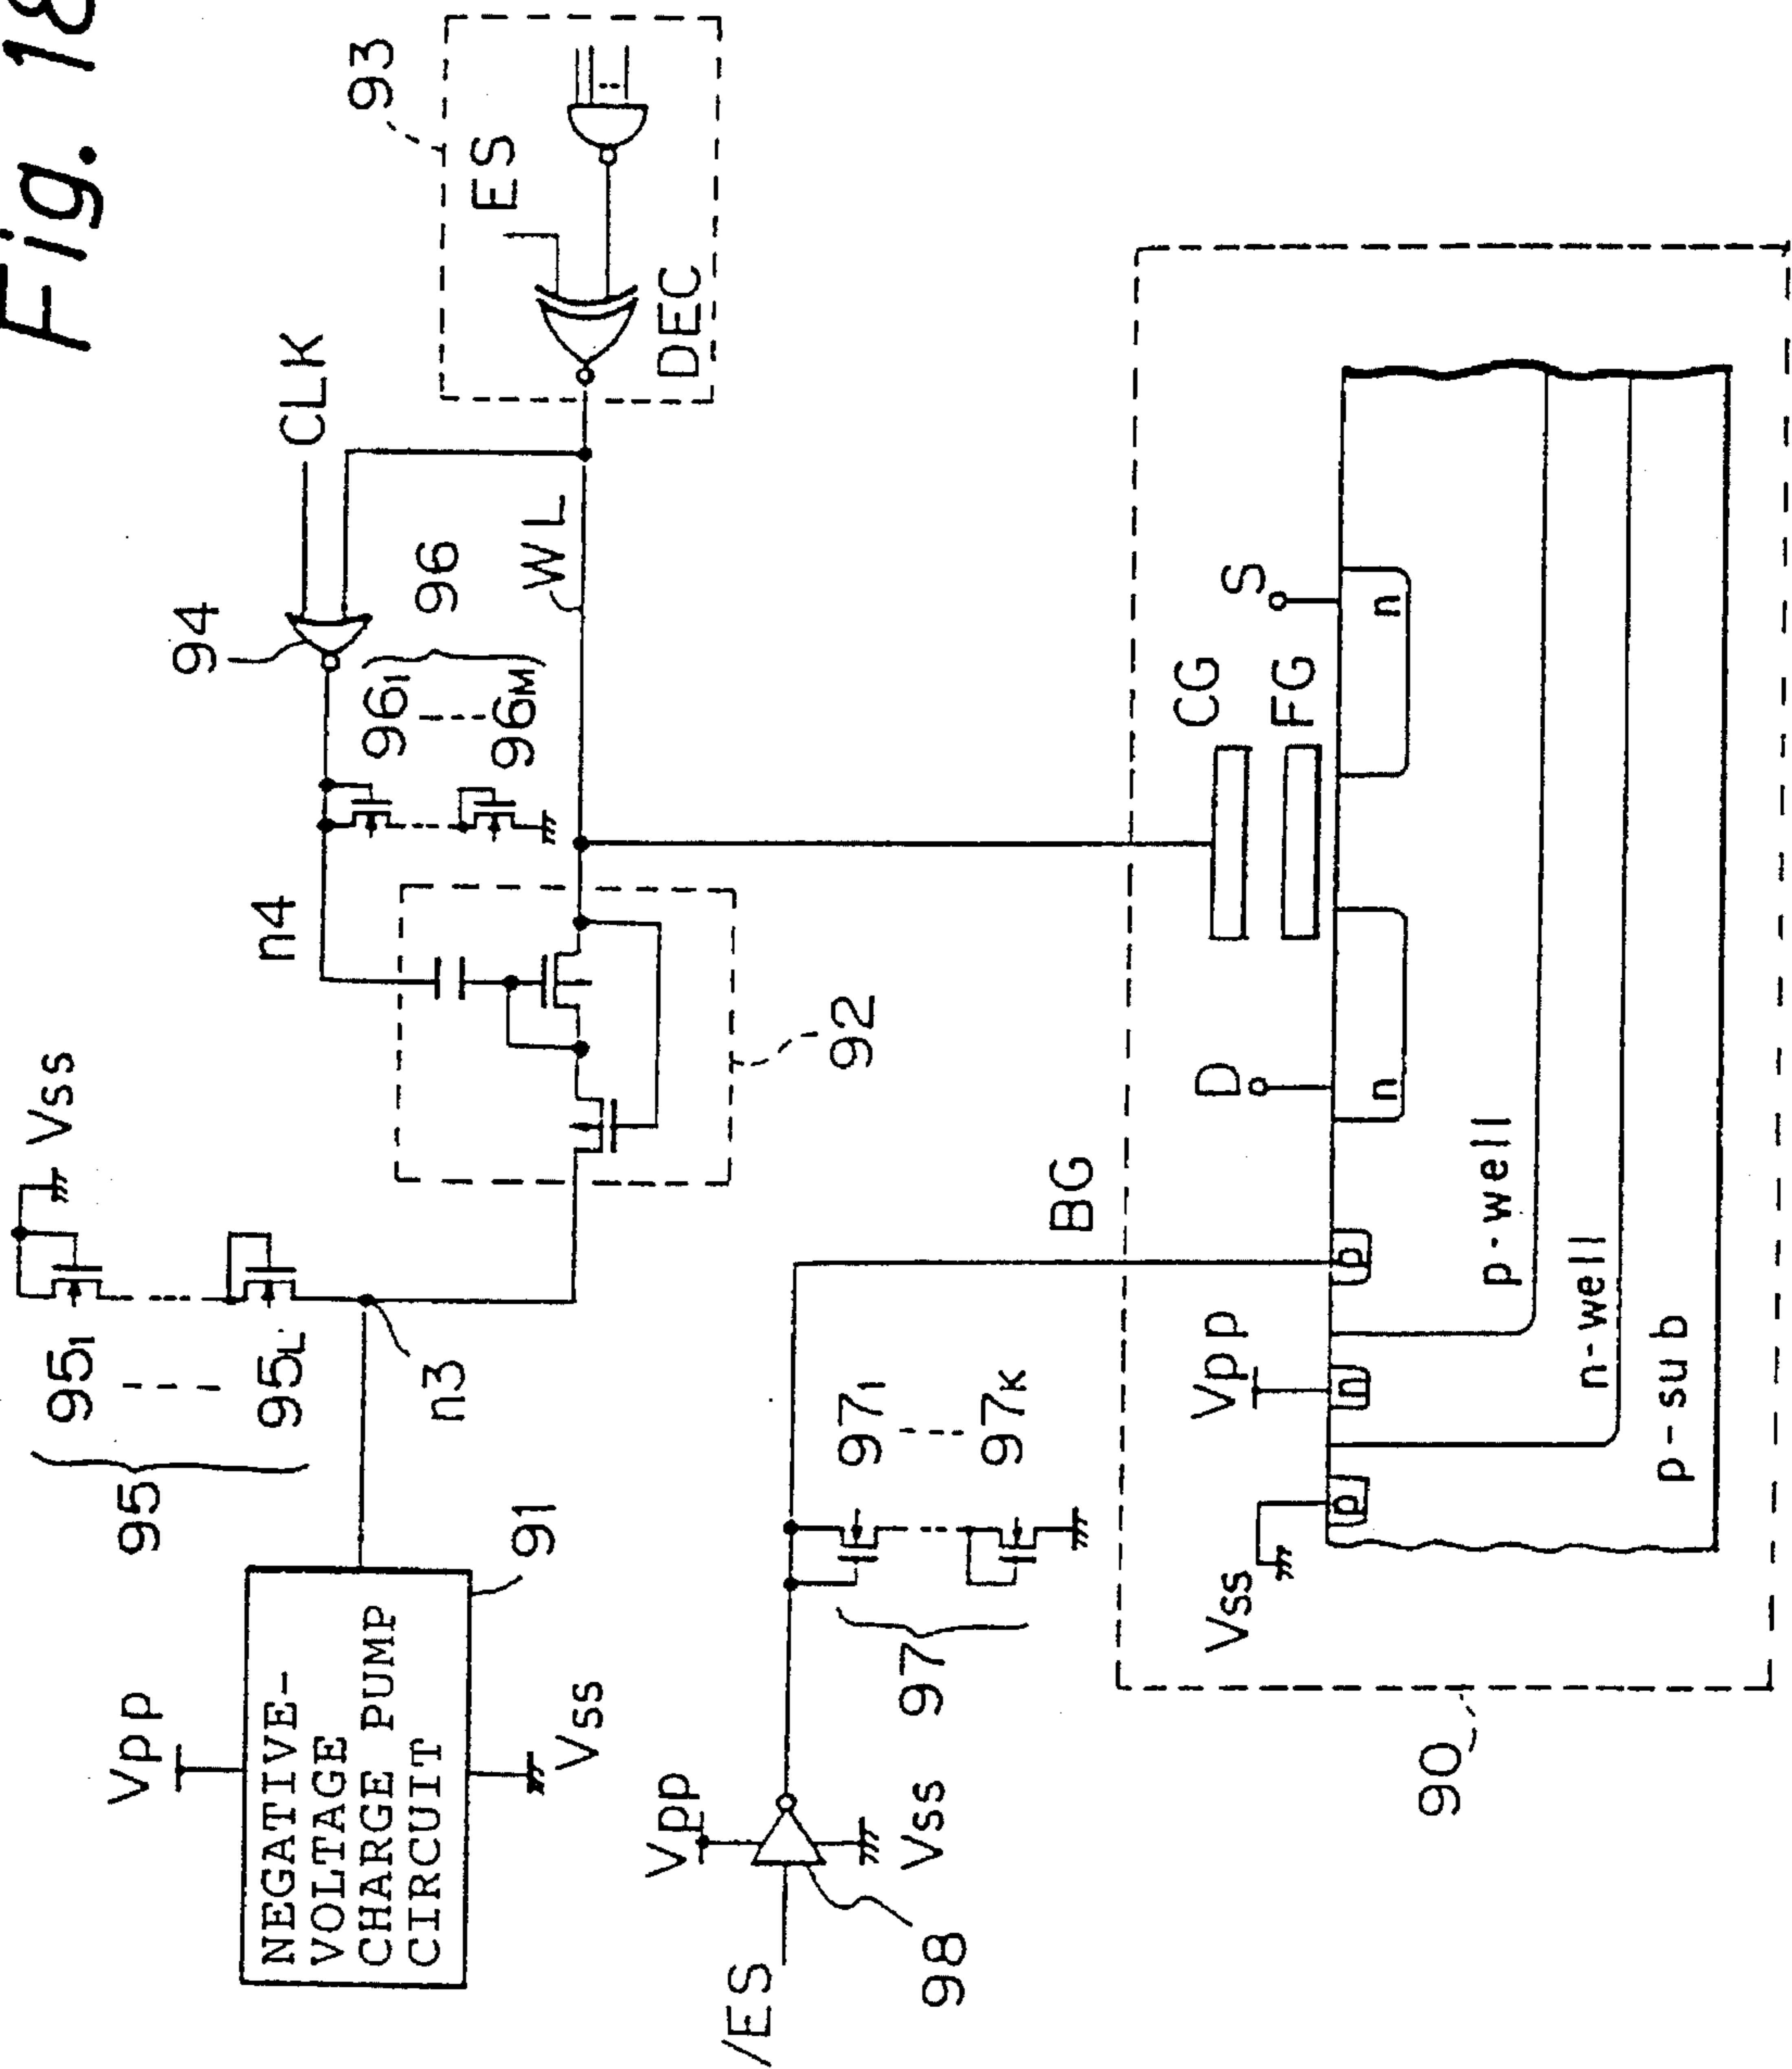 Fig. 18
Vpp
NEGATIVE-
VOLTAGE
CHARGE PUMP
CIRCUIT
Vss
91
95
95₁
95L
n3
Vss
n4
92
94
CLK
96₁
96M
96
WL
93
ES
DEC
/ES
Vpp
Vss
98
97
97₁
97K
BG
90
Vss
Vpp
D
CG
FG
S
p
n
p
n
n
p-well
n-well
p-sub